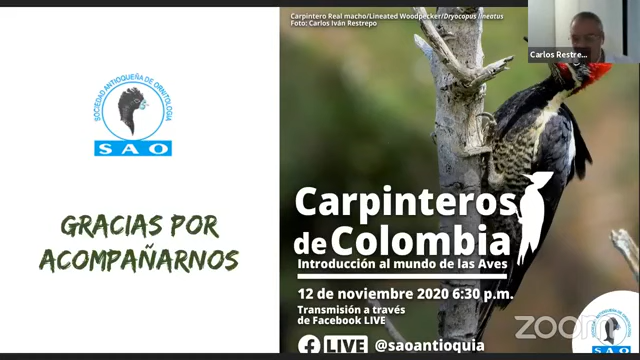 SOCIEDAD ANTIOQUEÑA DE ORNITOLOGÍA
SAO
GRACIAS POR
ACOMPAÑARNOS
Carpintero Real macho/Lineated Woodpecker/Dryocopus lineatus
Foto: Carlos Iván Restrepo
Carlos Restre...
Carpinteros
de Colombia
Introducción al mundo de las Aves
12 de noviembre 2020 6:30 p.m.
Transmisión a través
de Facebook LIVE
LIVE @saoantioquia
zoom
SAO